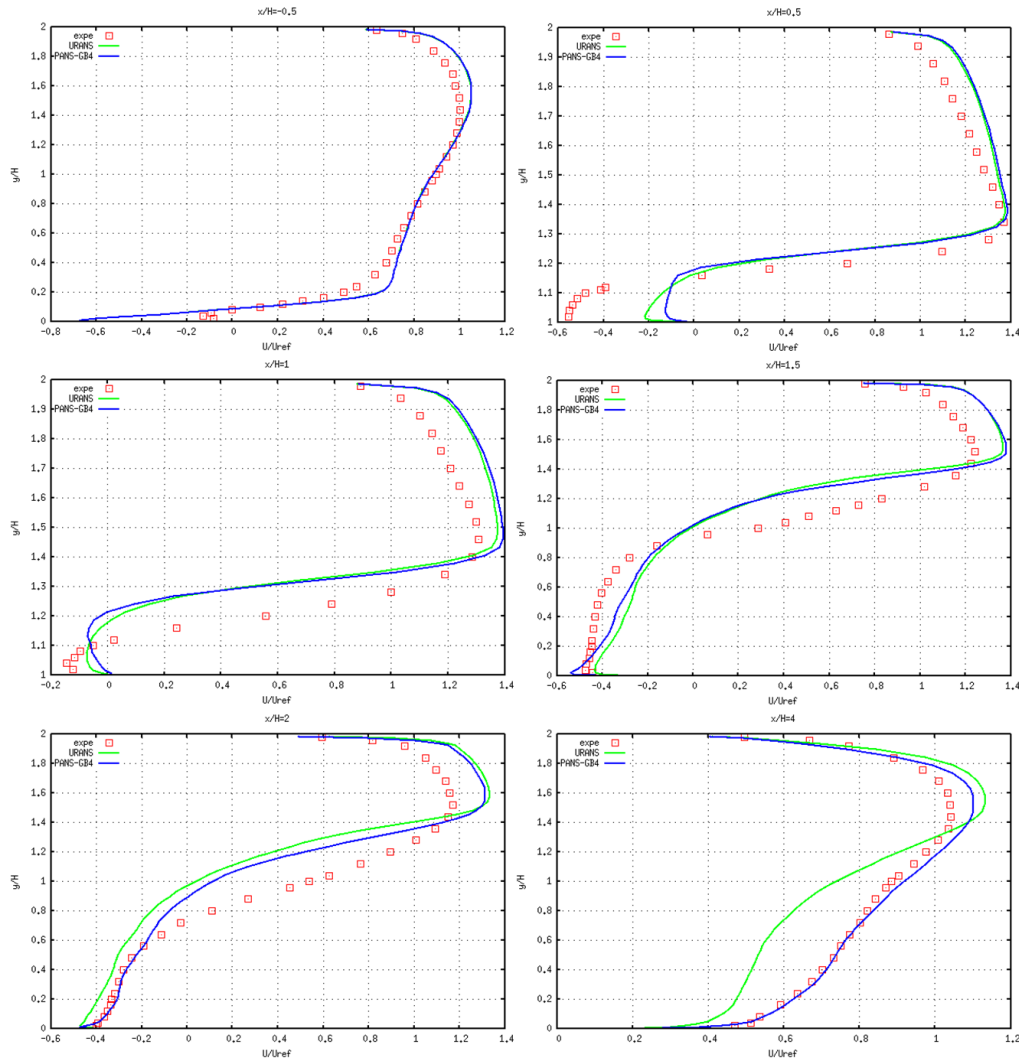 x/H=-0.5
expe
URANS
PANS-GB4
2
1.8
1.6
1.4
1.2
1
0.8
0.6
0.4
0.2
0
y/H
-0.8 -0.6 -0.4 -0.2 0 0.2 0.4 0.6 0.8 1 1.2
U/Uref
x/H=0.5
expe
URANS
PANS-GB4
2
1.9
1.8
1.7
1.6
1.5
1.4
1.3
1.2
1.1
1
y/H
-0.6 -0.4 -0.2 0 0.2 0.4 0.6 0.8 1 1.2 1.4
U/Uref
x/H=1
expe
URANS
PANS-GB4
2
1.9
1.8
1.7
1.6
1.5
1.4
1.3
1.2
1.1
1
y/H
-0.2 0 0.2 0.4 0.6 0.8 1 1.2 1.4
U/Uref
x/H=1.5
expe
URANS
PANS-GB4
2
1.8
1.6
1.4
1.2
1
0.8
0.6
0.4
0.2
0
y/H
-0.6 -0.4 -0.2 0 0.2 0.4 0.6 0.8 1 1.2 1.4
U/Uref
x/H=2
expe
URANS
PANS-GB4
2
1.8
1.6
1.4
1.2
1
0.8
0.6
0.4
0.2
0
y/H
-0.6 -0.4 -0.2 0 0.2 0.4 0.6 0.8 1 1.2 1.4
U/Uref
x/H=4
expe
URANS
PANS-GB4
2
1.8
1.6
1.4
1.2
1
0.8
0.6
0.4
0.2
0
y/H
0 0.2 0.4 0.6 0.8 1 1.2
U/Uref